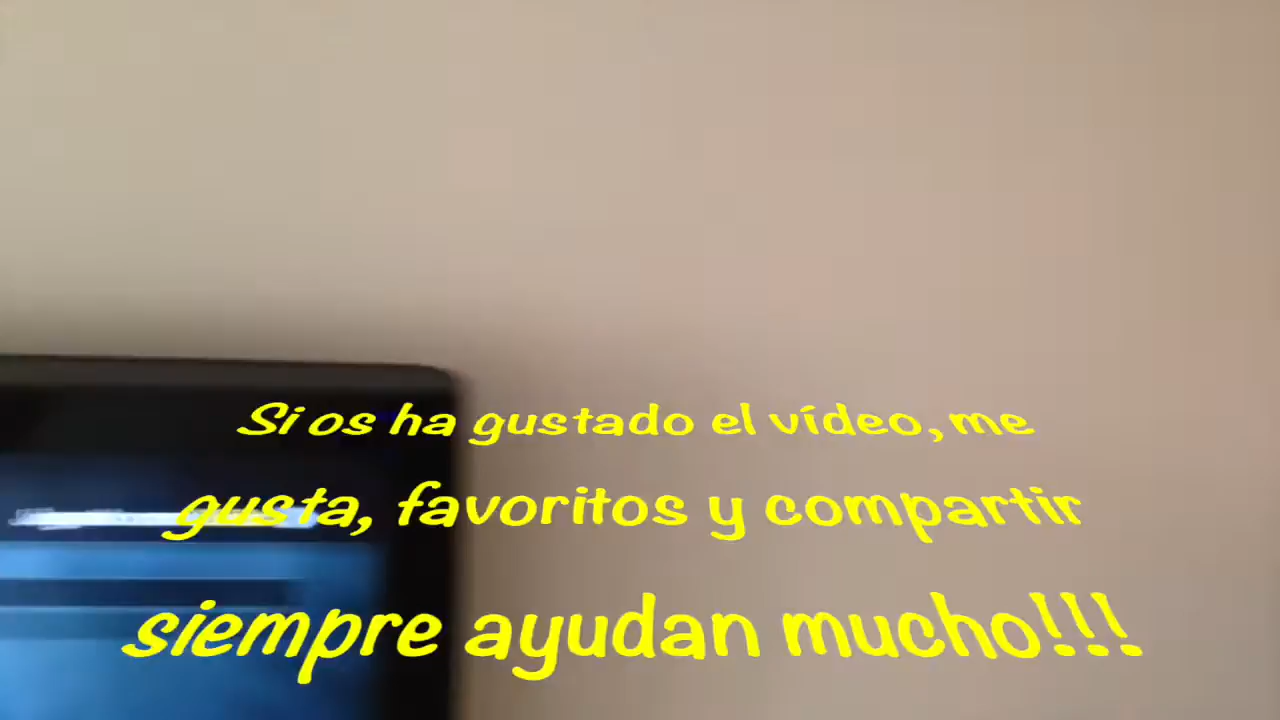 Si os ha gustado el vídeo, me
gusta, favoritos y compartir
siempre ayudan mucho!!!